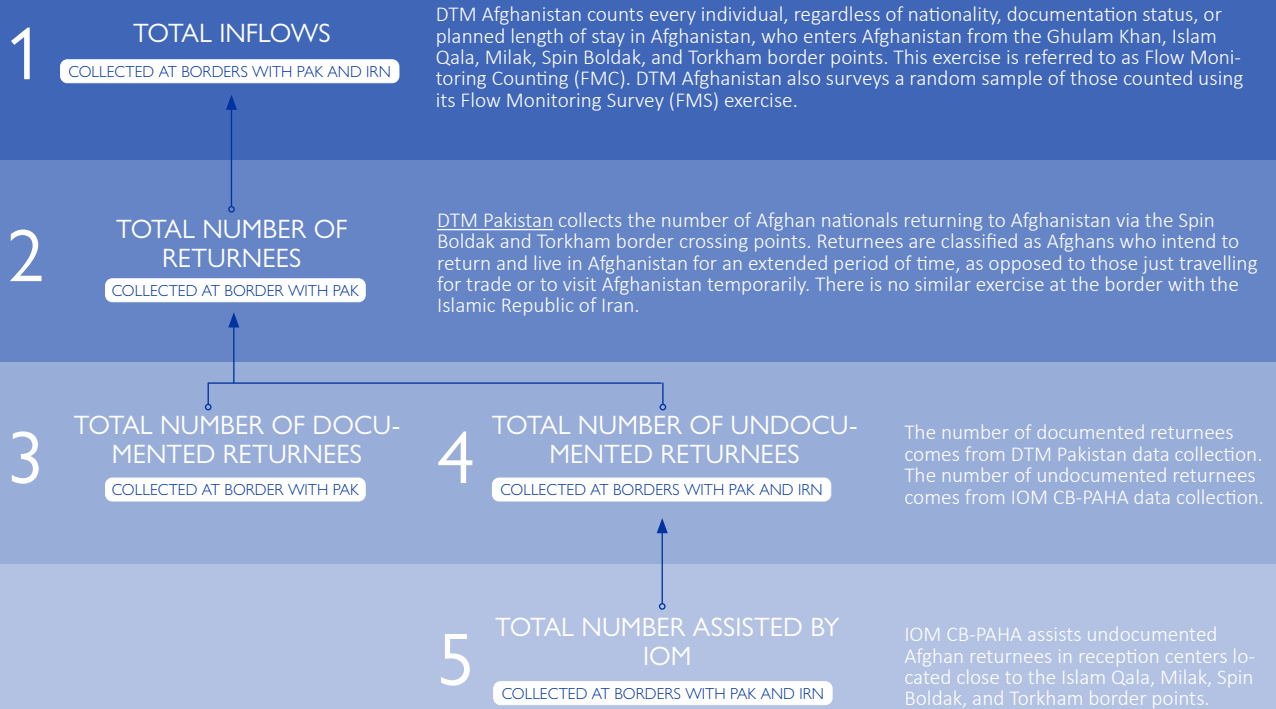 1
TOTAL INFLOWS
COLLECTED AT BORDERS WITH PAK AND IRN
DTM Afghanistan counts every individual, regardless of nationality, documentation status, or
planned length of stay in Afghanistan, who enters Afghanistan from the Ghulam Khan, Islam
Qala, Milak, Spin Boldak, and Torkham border points. This exercise is referred to as Flow Moni-
toring Counting (FMC). DTM Afghanistan also surveys a random sample of those counted using
its Flow Monitoring Survey (FMS) exercise.
2
TOTAL NUMBER OF
RETURNEES
COLLECTED AT BORDER WITH PAK
DTM Pakistan collects the number of Afghan nationals returning to Afghanistan via the Spin
Boldak and Torkham border crossing points. Returnees are classified as Afghans who intend to
return and live in Afghanistan for an extended period of time, as opposed to those just travelling
for trade or to visit Afghanistan temporarily. There is no similar exercise at the border with the
Islamic Republic of Iran.
3
TOTAL NUMBER OF DOCU-
MENTED RETURNEES
COLLECTED AT BORDER WITH PAK
4
TOTAL NUMBER OF UNDOCU-
MENTED RETURNEES
COLLECTED AT BORDERS WITH PAK AND IRN
The number of documented returnees
comes from DTM Pakistan data collection.
The number of undocumented returnees
comes from IOM CB-PAHA data collection.
5
TOTAL NUMBER ASSISTED BY
IOM
COLLECTED AT BORDERS WITH PAK AND IRN
IOM CB-PAHA assists undocumented
Afghan returnees in reception centers lo-
cated close to the Islam Qala, Milak, Spin
Boldak, and Torkham border points.